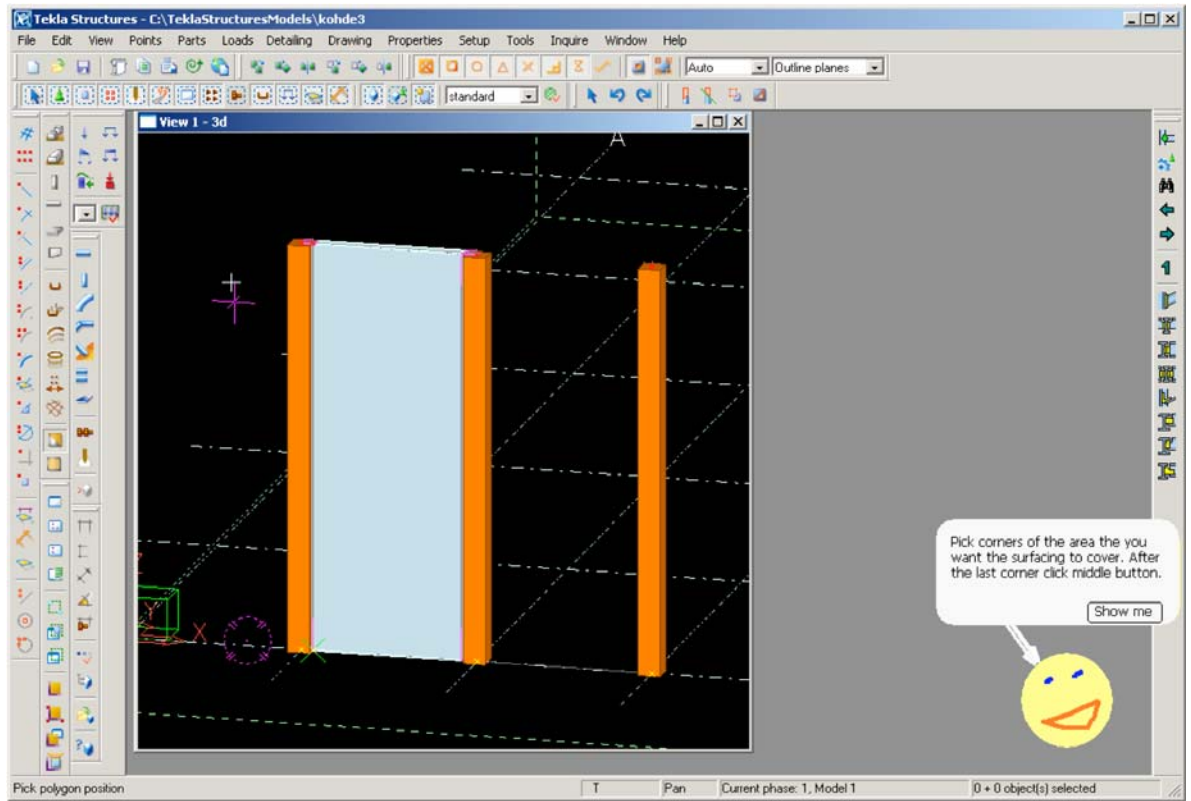 Tekla Structures - C:\TeklaStructuresModels\kohde3
File Edit View Points Parts Loads Detailing Drawing Properties Setup Tools Inquire Window Help
Auto Outline planes
standard
View 1 - 3d
A
Z
Y
X
Pick corners of the area the you
want the surfacing to cover. After
the last corner click middle button.
Show me
Pick polygon position T Pan Current phase: 1, Model 1 0 + 0 object(s) selected